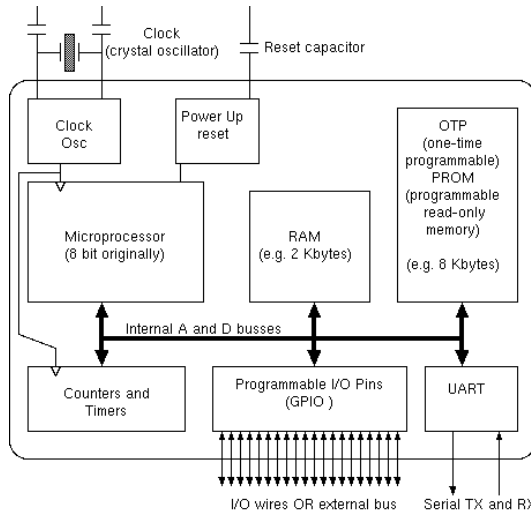 Clock
(crystal oscillator)
Reset capacitor
Clock
Osc
Power Up
reset
OTP
(one-time
programmable)
PROM
(programmable
read-only
memory)
(e.g. 8 Kbytes)
Microprocessor
(8 bit originally)
RAM
(e.g. 2 Kbytes)
Internal A and D busses
Counters and
Timers
Programmable I/O Pins
(GPIO )
UART
I/O wires OR external bus
Serial TX and RX